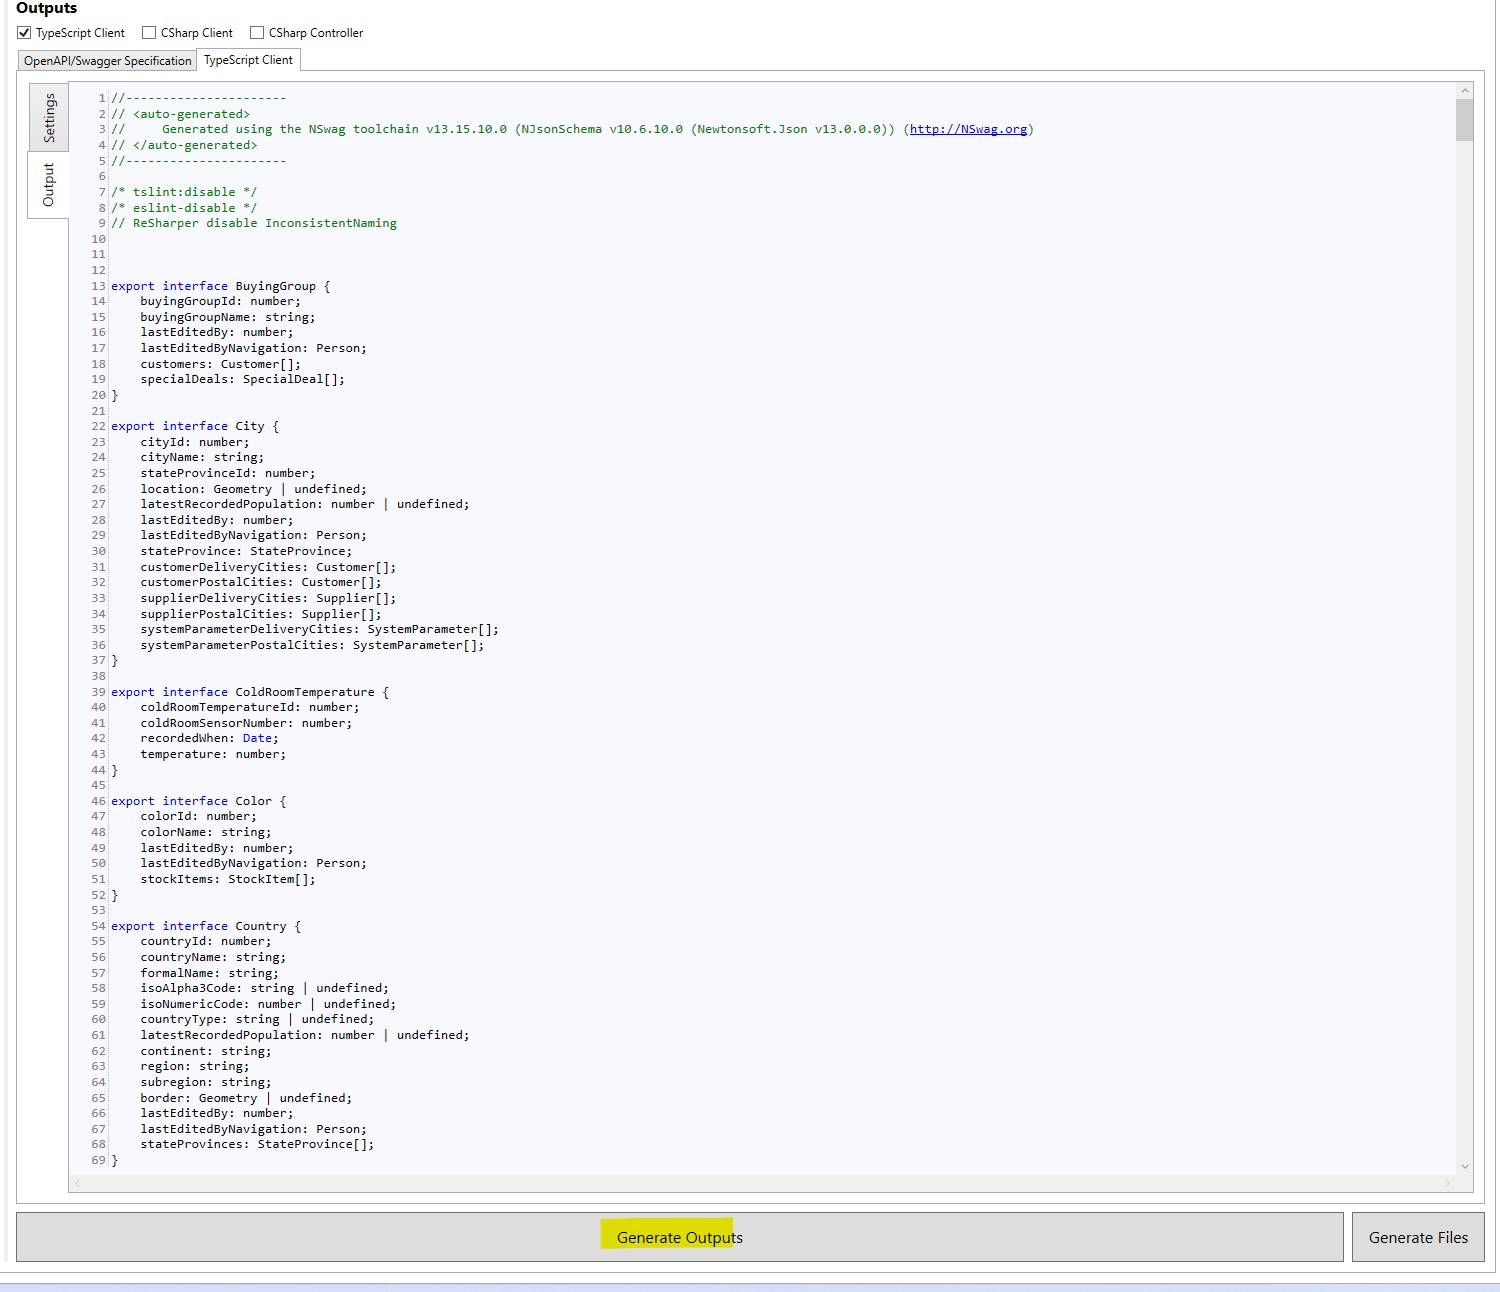 Outputs
TypeScript Client CSharp Client CSharp Controller
OpenAPI/Swagger Specification TypeScript Client
Settings
Output
1 //----------------------
2 // <auto-generated>
3 //     Generated using the NSwag toolchain v13.15.10.0 (NJsonSchema v10.6.10.0 (Newtonsoft.Json v13.0.0.0)) (http://NSwag.org)
4 // </auto-generated>
5 //----------------------
6
7 /* tslint:disable */
8 /* eslint-disable */
9 // ReSharper disable InconsistentNaming
10
11
12
13 export interface BuyingGroup {
14     buyingGroupId: number;
15     buyingGroupName: string;
16     lastEditedBy: number;
17     lastEditedByNavigation: Person;
18     customers: Customer[];
19     specialDeals: SpecialDeal[];
20 }
21
22 export interface City {
23     cityId: number;
24     cityName: string;
25     stateProvinceId: number;
26     location: Geometry | undefined;
27     latestRecordedPopulation: number | undefined;
28     lastEditedBy: number;
29     lastEditedByNavigation: Person;
30     stateProvince: StateProvince;
31     customerDeliveryCities: Customer[];
32     customerPostalCities: Customer[];
33     supplierDeliveryCities: Supplier[];
34     supplierPostalCities: Supplier[];
35     systemParameterDeliveryCities: SystemParameter[];
36     systemParameterPostalCities: SystemParameter[];
37 }
38
39 export interface ColdRoomTemperature {
40     coldRoomTemperatureId: number;
41     coldRoomSensorNumber: number;
42     recordedWhen: Date;
43     temperature: number;
44 }
45
46 export interface Color {
47     colorId: number;
48     colorName: string;
49     lastEditedBy: number;
50     lastEditedByNavigation: Person;
51     stockItems: StockItem[];
52 }
53
54 export interface Country {
55     countryId: number;
56     countryName: string;
57     formalName: string;
58     isoAlpha3Code: string | undefined;
59     isoNumericCode: number | undefined;
60     countryType: string | undefined;
61     latestRecordedPopulation: number | undefined;
62     continent: string;
63     region: string;
64     subregion: string;
65     border: Geometry | undefined;
66     lastEditedBy: number;
67     lastEditedByNavigation: Person;
68     stateProvinces: StateProvince[];
69 }
Generate Outputs Generate Files